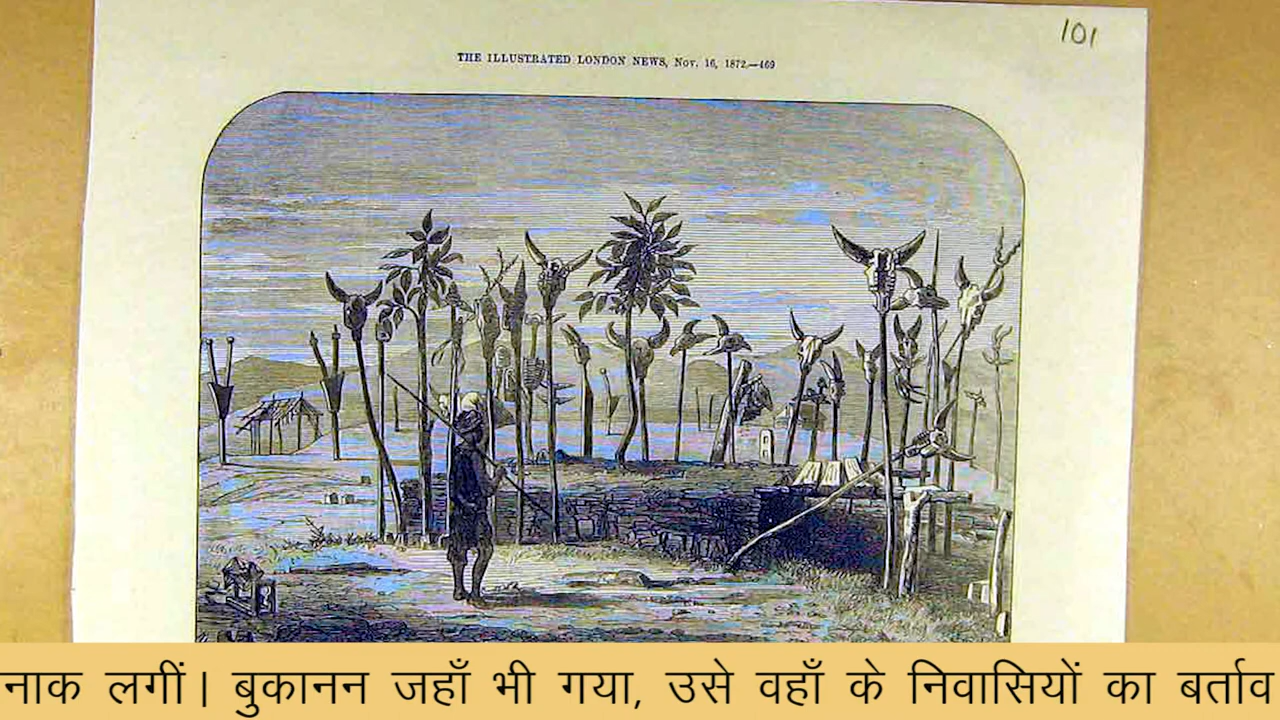 101
THE ILLUSTRATED LONDON NEWS, Nov. 16, 1872.—469
नाक लगीं। बुकानन जहाँ भी गया, उसे वहाँ के निवासियों का बर्ताव